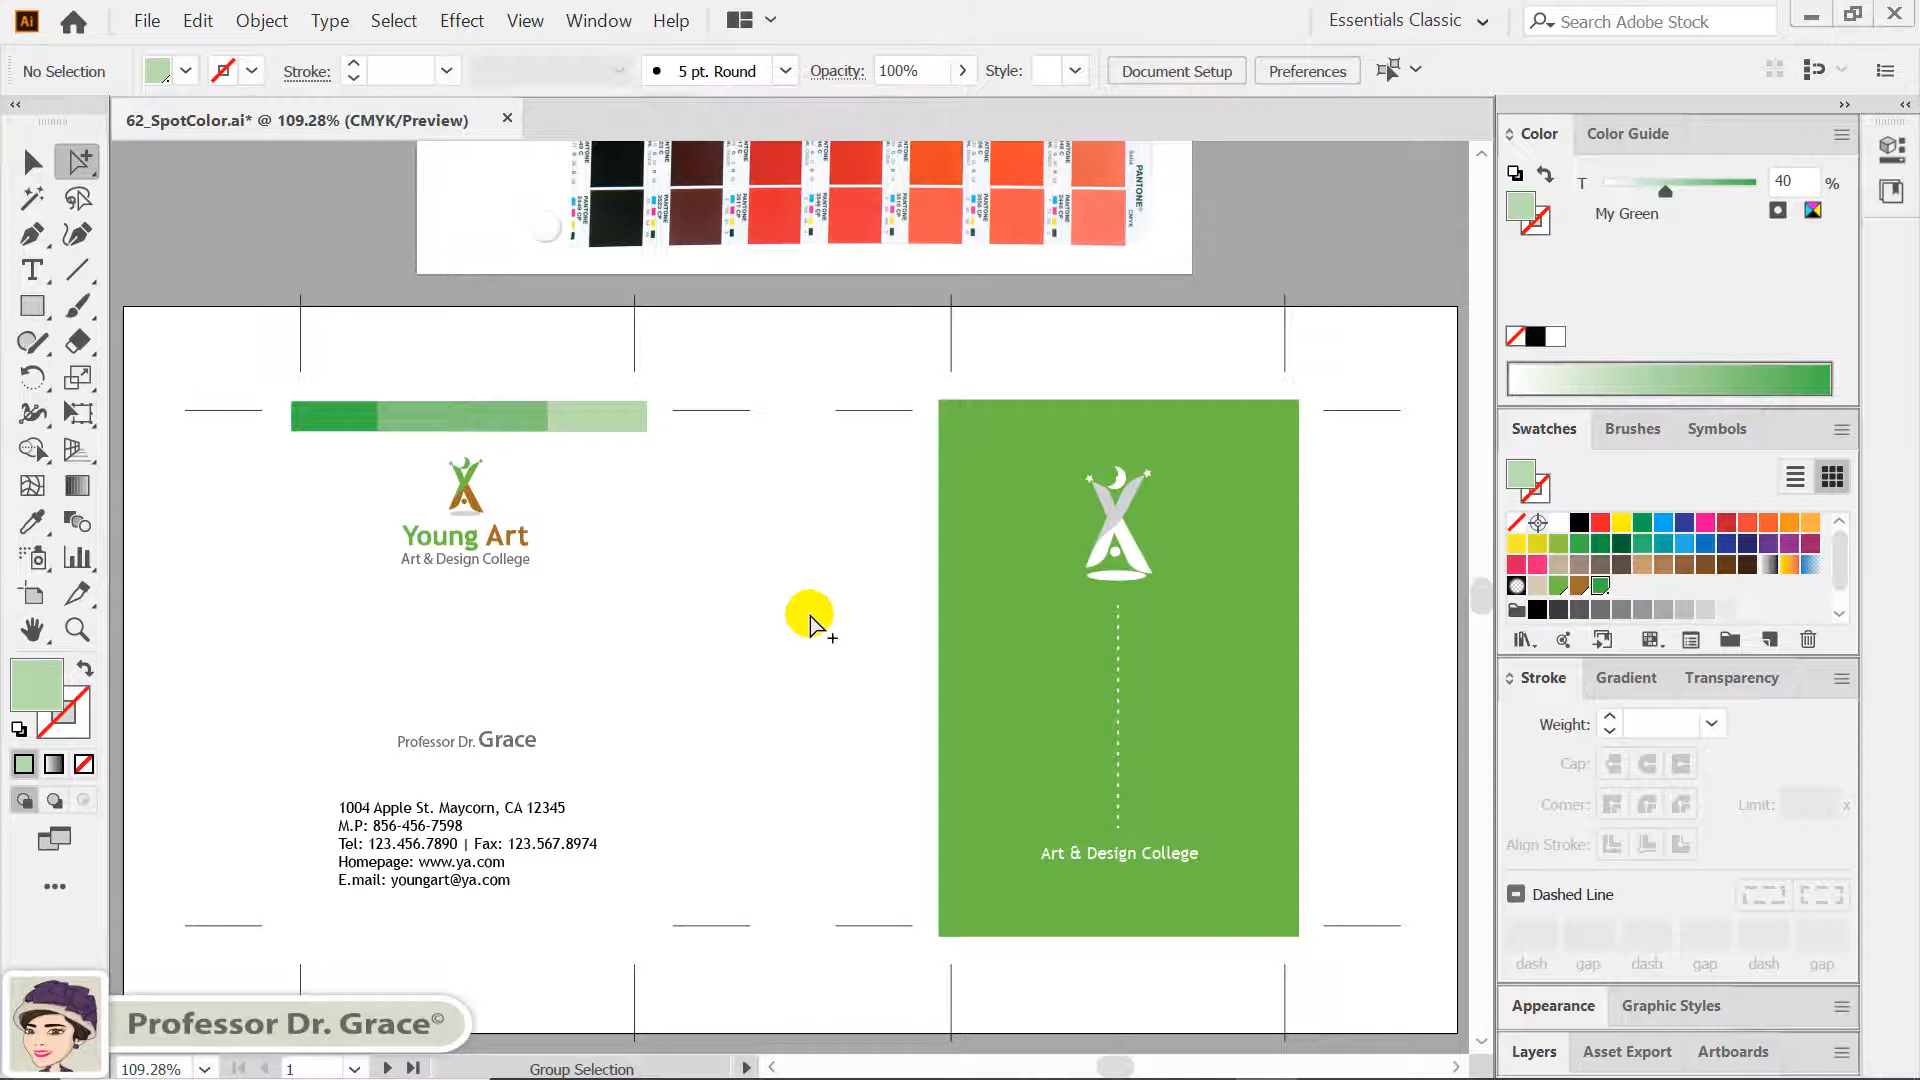 Ai File Edit Object Type Select Effect View Window Help Essentials Classic Search Adobe Stock
No Selection Stroke: 5 pt. Round Opacity: 100% Style: Document Setup Preferences
62_SpotColor.ai* @ 109.28% (CMYK/Preview)
Color Color Guide
T 40 %
My Green
PANTONE®
CMYK
Swatches Brushes Symbols
Young Art
Art & Design College
Professor Dr. Grace
1004 Apple St. Maycorn, CA 12345
M.P: 856-456-7598
Tel: 123.456.7890 | Fax: 123.567.8974
Homepage: www.ya.com
E.mail: youngart@ya.com
Art & Design College
Stroke Gradient Transparency
Weight:
Cap:
Corner: Limit: x
Align Stroke:
Dashed Line
dash gap dash gap dash gap
Appearance Graphic Styles
Layers Asset Export Artboards
Professor Dr. Grace©
109.28% 1 Group Selection